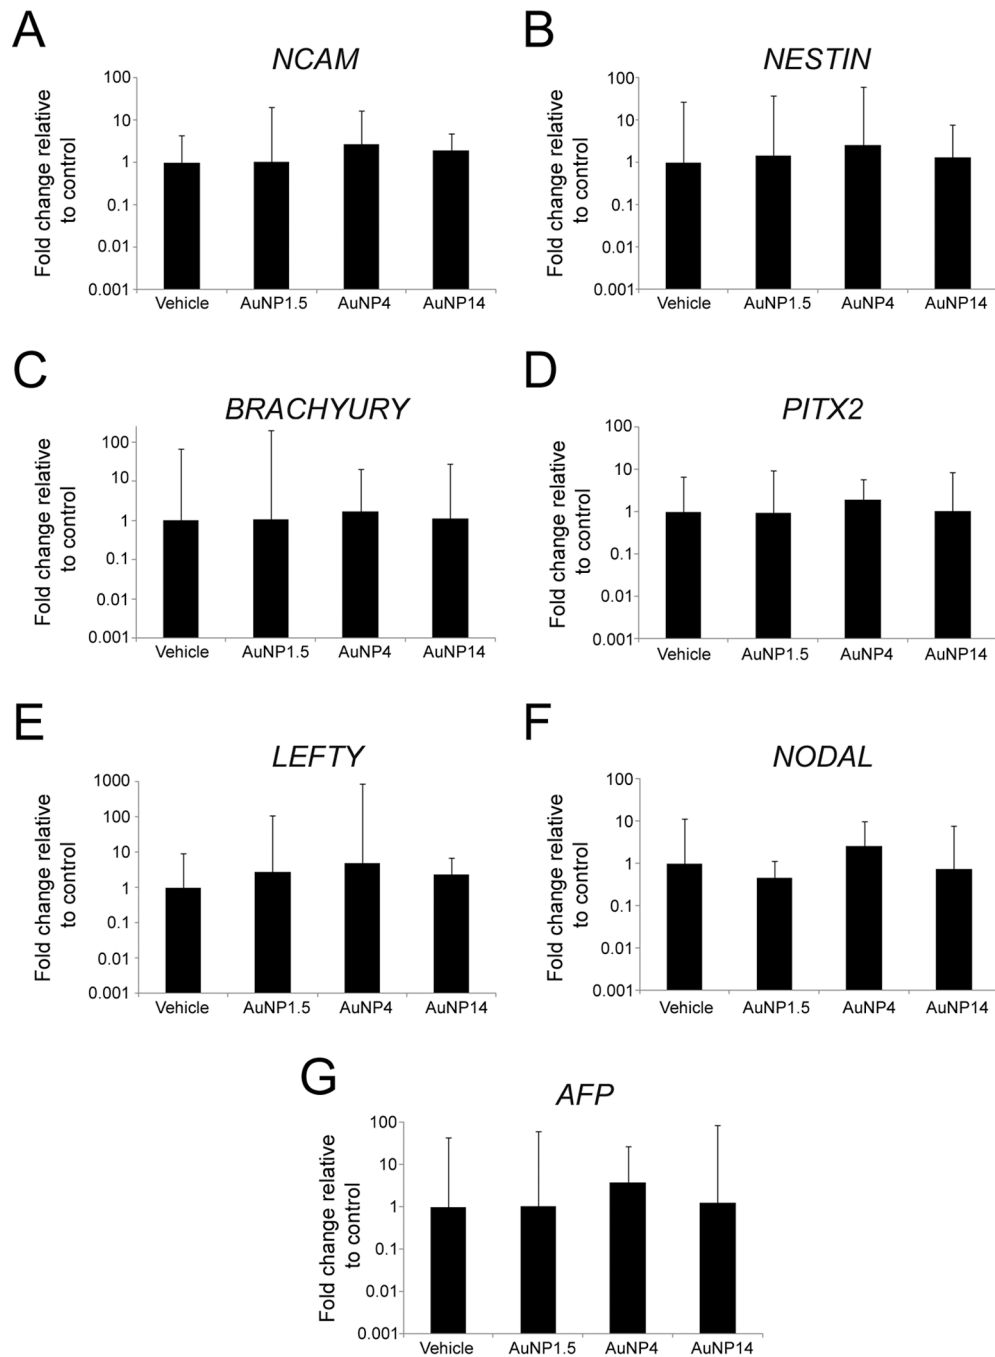 A
NCAM
Fold change relative
to control
100
10
1
0.1
0.01
0.001
Vehicle AuNP1.5 AuNP4 AuNP14
B
NESTIN
Fold change relative
to control
100
10
1
0.1
0.01
0.001
Vehicle AuNP1.5 AuNP4 AuNP14
C
BRACHYURY
Fold change relative
to control
100
10
1
0.1
0.01
0.001
Vehicle AuNP1.5 AuNP4 AuNP14
D
PITX2
Fold change relative
to control
100
10
1
0.1
0.01
0.001
Vehicle AuNP1.5 AuNP4 AuNP14
E
LEFTY
Fold change relative
to control
1000
100
10
1
0.1
0.01
0.001
Vehicle AuNP1.5 AuNP4 AuNP14
F
NODAL
Fold change relative
to control
100
10
1
0.1
0.01
0.001
Vehicle AuNP1.5 AuNP4 AuNP14
G
AFP
Fold change relative
to control
100
10
1
0.1
0.01
0.001
Vehicle AuNP1.5 AuNP4 AuNP14